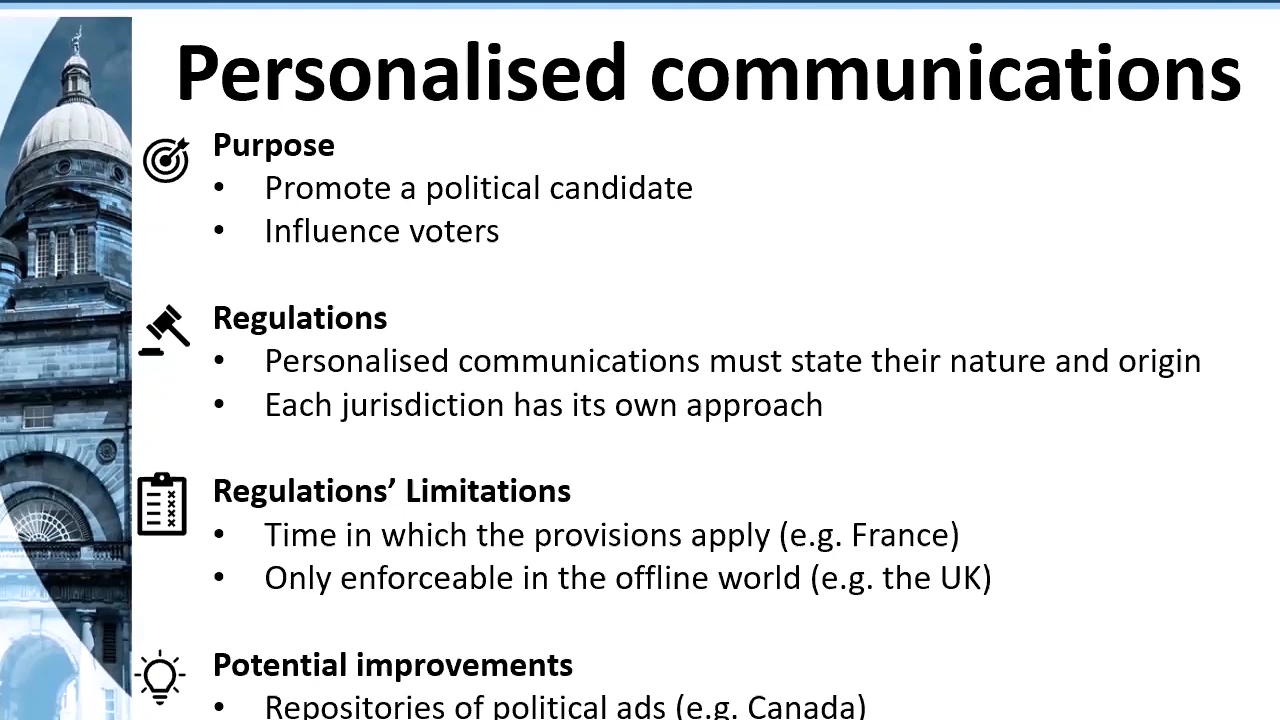 Personalised communications
Purpose
• Promote a political candidate
• Influence voters
Regulations
• Personalised communications must state their nature and origin
• Each jurisdiction has its own approach
Regulations’ Limitations
• Time in which the provisions apply (e.g. France)
• Only enforceable in the offline world (e.g. the UK)
Potential improvements
• Repositories of political ads (e.g. Canada)